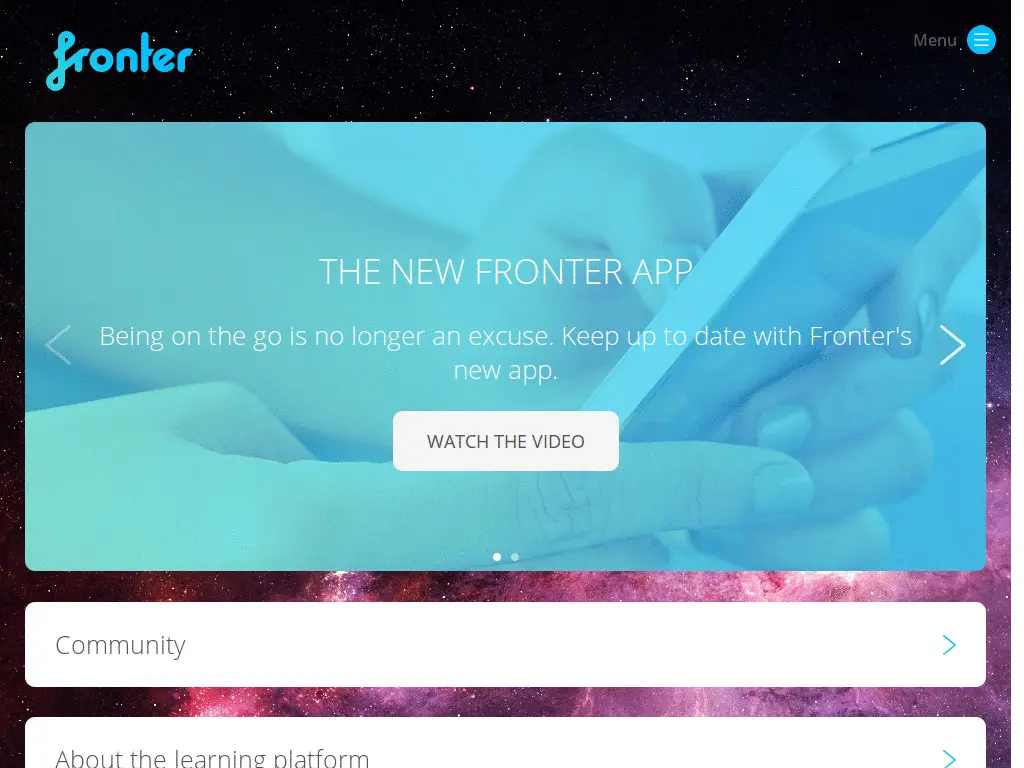 fronter
Menu
THE NEW FRONTER APP
Being on the go is no longer an excuse. Keep up to date with Fronter's
new app.
WATCH THE VIDEO
Community
About the learning platform